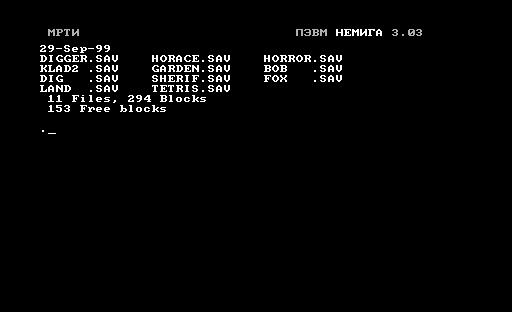 МРТИ ПЭВМ НЕМИГА 3.03
29-Sep-99
DIGGER.SAV HORACE.SAV HORROR.SAV
KLAD2 .SAV GARDEN.SAV BOB .SAV
DIG .SAV SHERIF.SAV FOX .SAV
LAND .SAV TETRIS.SAV
11 Files, 294 Blocks
153 Free blocks
._